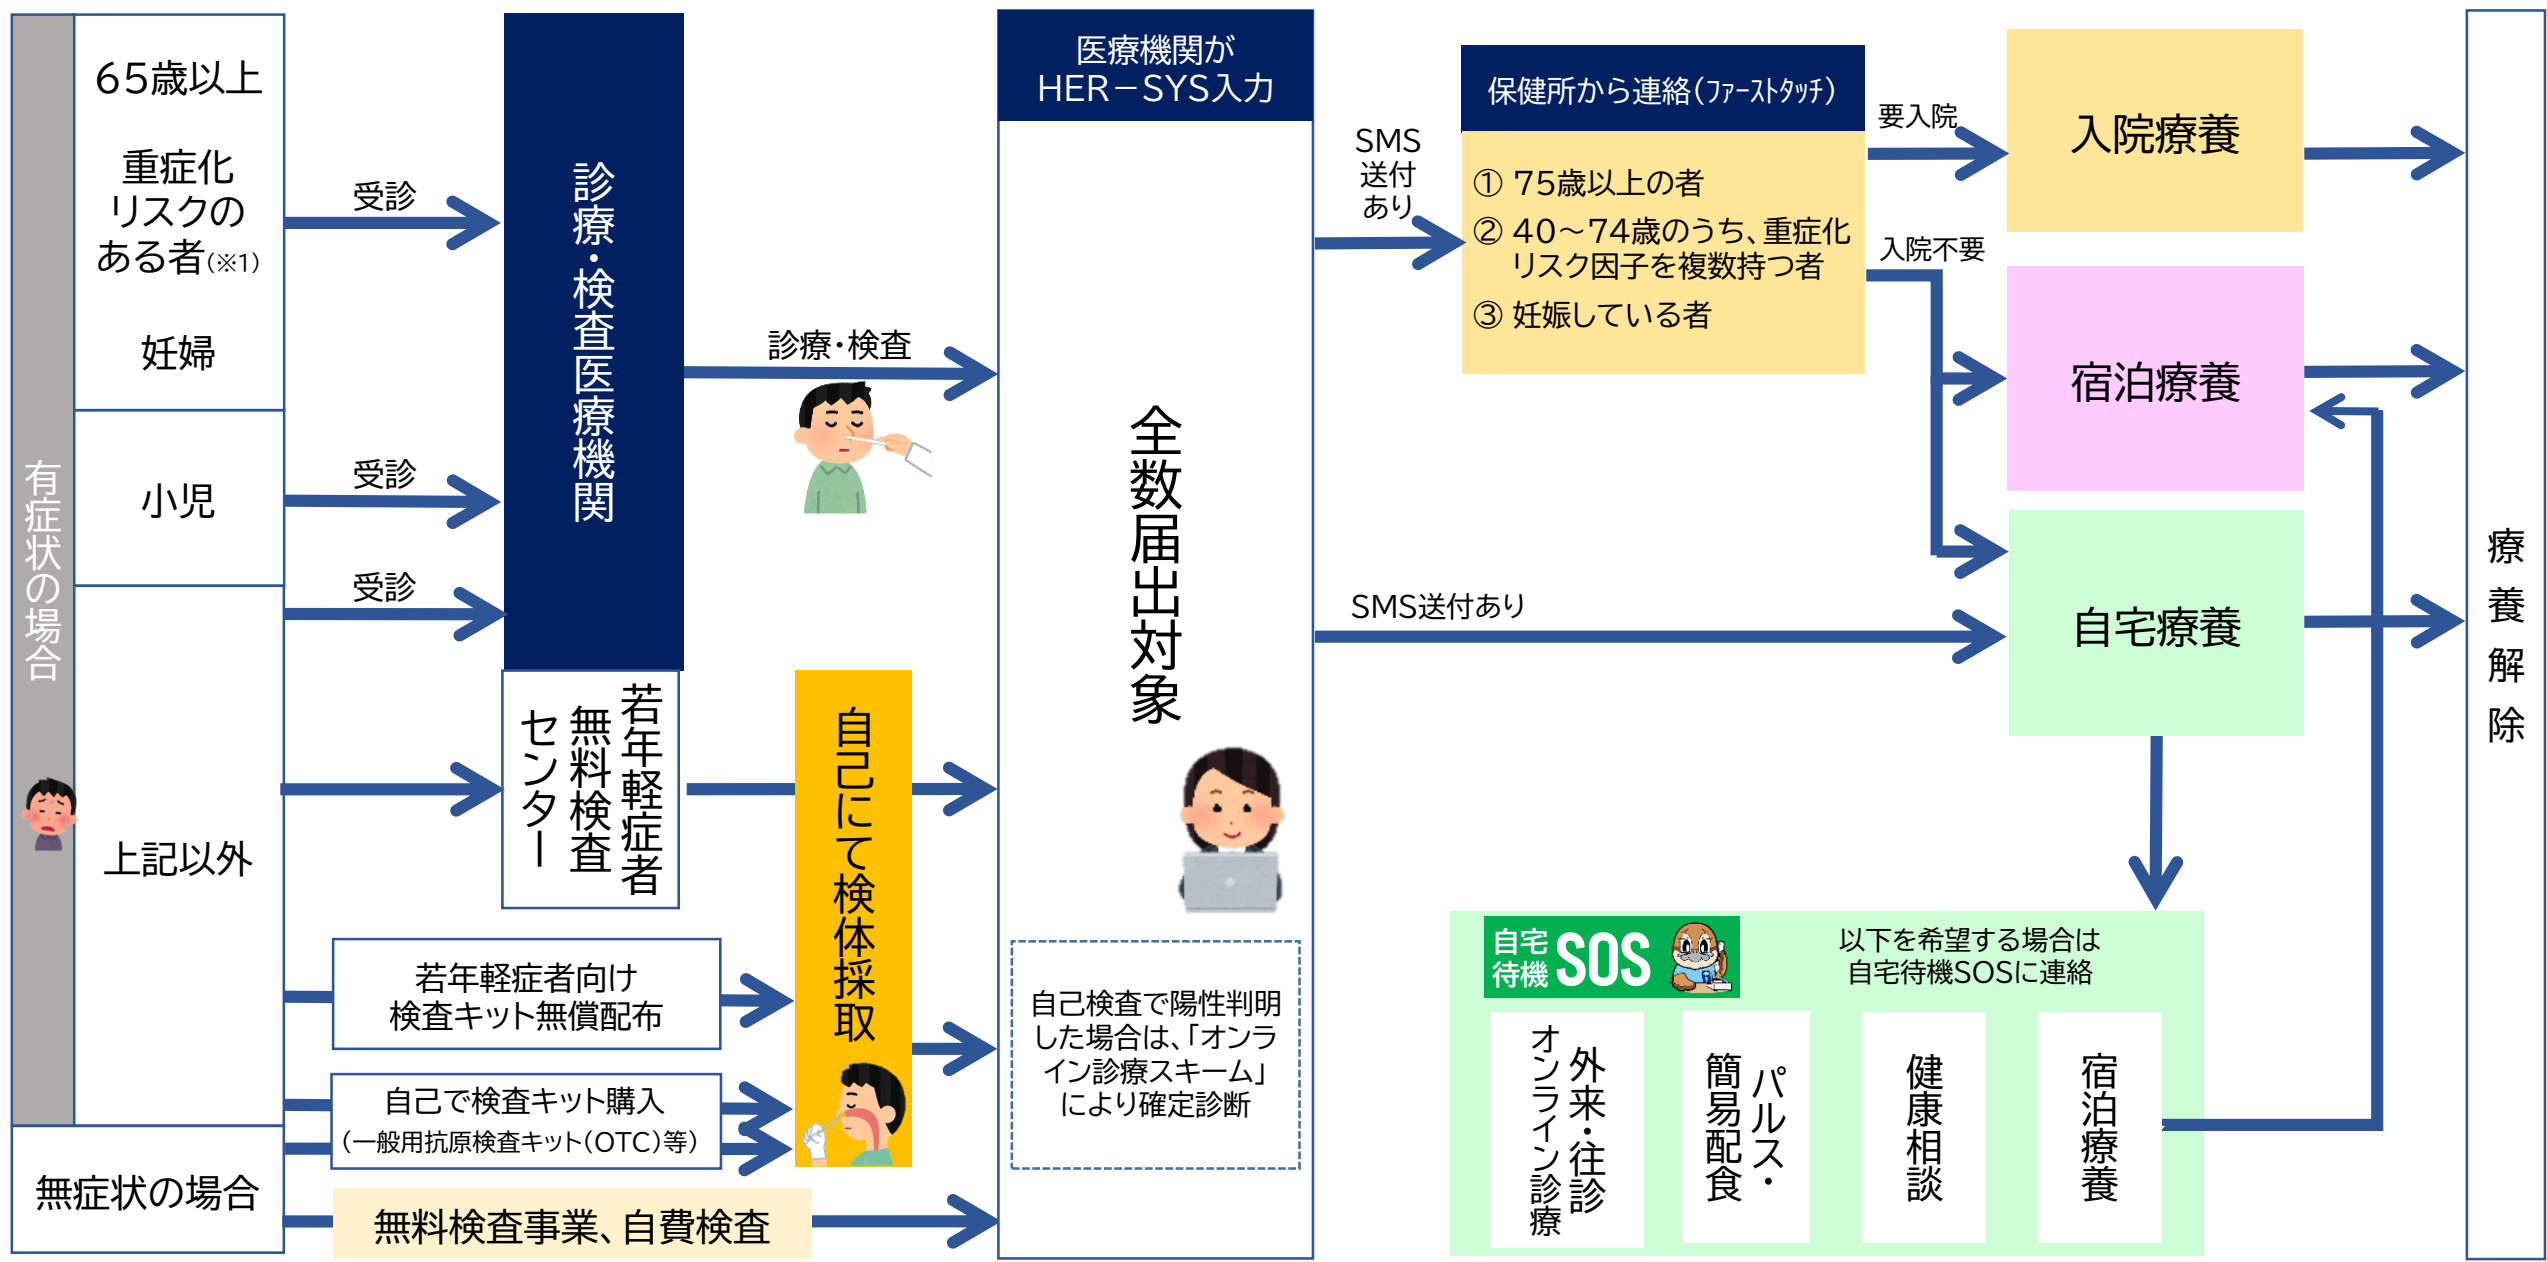 有症状の場合
65歳以上
重症化
リスクの
ある者(※1)
妊婦
小児
上記以外
無症状の場合
受診
受診
受診
診療・検査医療機関
若年軽症者
無料検査
センター
若年軽症者向け
検査キット無償配布
自己で検査キット購入
(一般用抗原検査キット(OTC)等)
無料検査事業、自費検査
診療・検査
自己にて検体採取
医療機関が
HER-SYS入力
全数届出対象
自己検査で陽性判明
した場合は、「オンラ
イン診療スキーム」
により確定診断
SMS
送付
あり
SMS送付あり
保健所から連絡(ﾌｧｰｽﾄﾀｯﾁ)
① 75歳以上の者
② 40～74歳のうち、重症化
リスク因子を複数持つ者
③ 妊娠している者
要入院
入院不要
入院療養
宿泊療養
自宅療養
自宅
待機
SOS
以下を希望する場合は
自宅待機SOSに連絡
外来・往診
オンライン診療
パルス・
簡易配食
健康相談
宿泊療養
療養解除